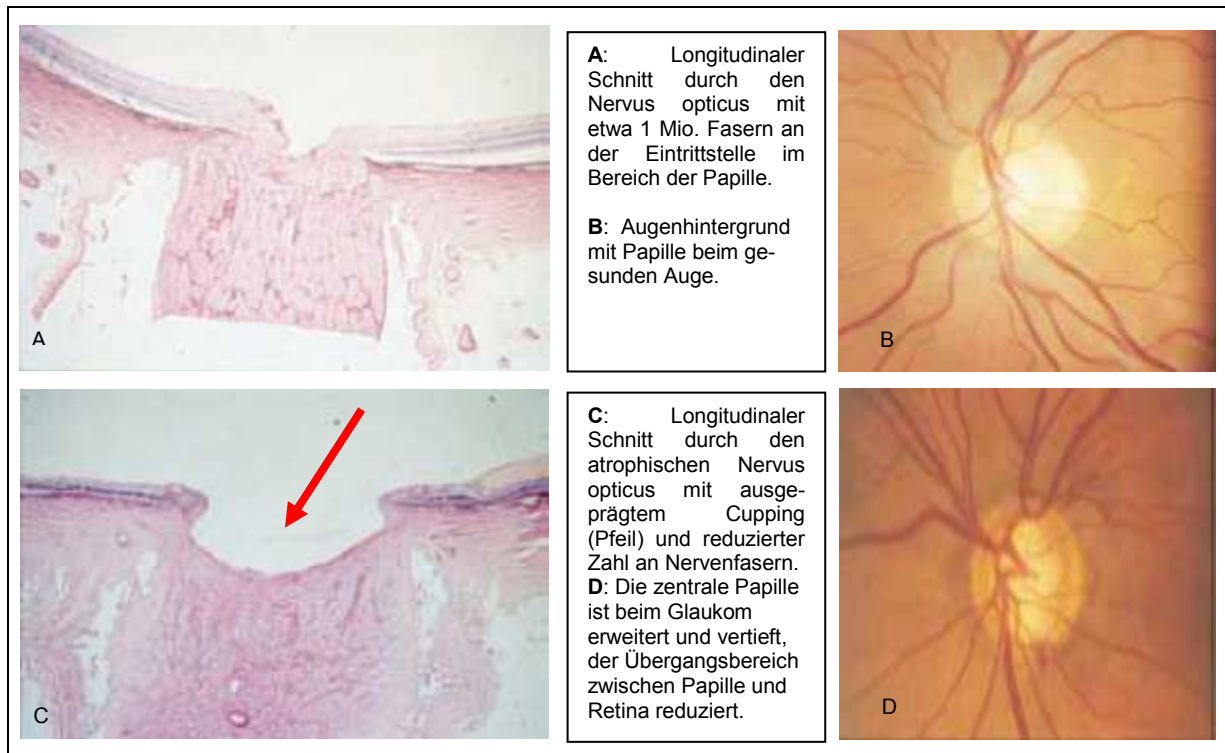 A: Longitudinaler
Schnitt durch den
Nervus opticus mit
etwa 1 Mio. Fasern an
der Eintrittstelle im
Bereich der Papille.
B: Augenhintergrund
mit Papille beim ge-
sunden Auge.
A
B
C: Longitudinaler
Schnitt durch den
atrophischen Nervus
opticus mit ausge-
prägtem Cupping
(Pfeil) und reduzierter
Zahl an Nervenfasern.
D: Die zentrale Papille
ist beim Glaukom
erweitert und vertieft,
der Übergangsbereich
zwischen Papille und
Retina reduziert.
C
D